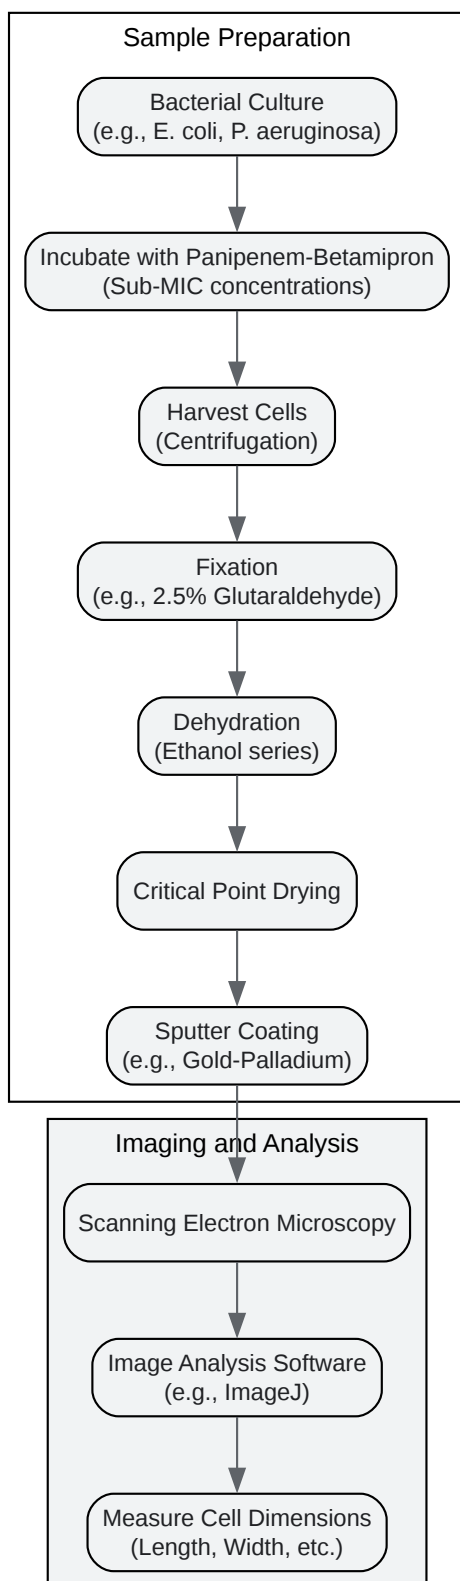 Sample Preparation
Bacterial Culture
(e.g., E. coli, P. aeruginosa)
Incubate with Panipenem-Betamipron
(Sub-MIC concentrations)
Harvest Cells
(Centrifugation)
Fixation
(e.g., 2.5% Glutaraldehyde)
Dehydration
(Ethanol series)
Critical Point Drying
Sputter Coating
(e.g., Gold-Palladium)
Imaging and Analysis
Scanning Electron Microscopy
Image Analysis Software
(e.g., ImageJ)
Measure Cell Dimensions
(Length, Width, etc.)